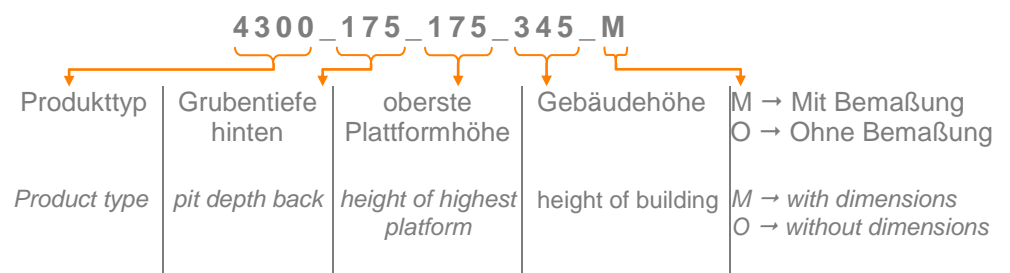 4300_175_175_345_M
Produkttyp
Grubentiefe
hinten
oberste
Plattformhöhe
Gebäudehöhe
M → Mit Bemaßung
O → Ohne Bemaßung
Product type
pit depth back
height of highest
platform
height of building
M → with dimensions
O → without dimensions